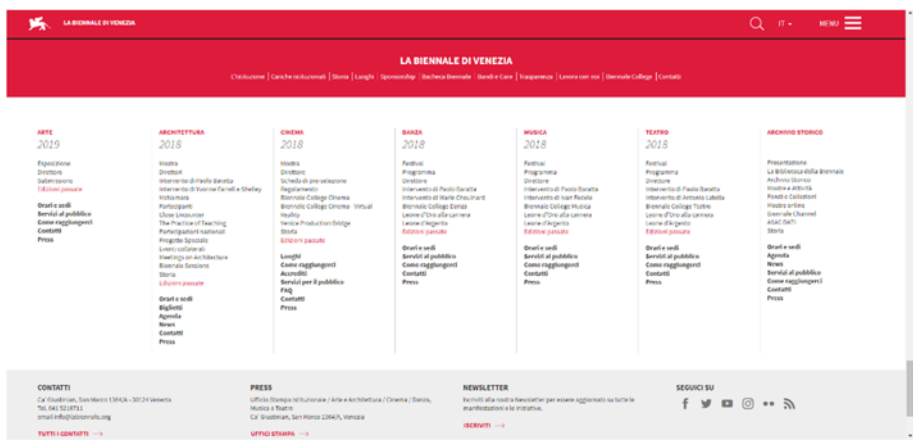 LA BIENNALE DI VENEZIA
IT
MENU
LA BIENNALE DI VENEZIA
L'Istituzione | Cariche istituzionali | Storia | Luoghi | Sponsorship | Bacheca Biennale | Bandi e Gare | Trasparenza | Lavora con noi | Biennale College | Contatti
ARTE
2019
Esposizione
Direttore
Submissions
Edizioni passate
Orari e sedi
Servizi al pubblico
Come raggiungerci
Contatti
Press
ARCHITETTURA
2018
Mostra
Direttori
Intervento di Paolo Baratta
Intervento di Yvonne Farrell e Shelley
McNamara
Partecipanti
Close Encounter
The Practice of Teaching
Partecipazioni nazionali
Progetto Speciale
Eventi collaterali
Meetings on Architecture
Biennale Sessions
Storia
Edizioni passate
Orari e sedi
Biglietti
Agenda
News
Contatti
Press
CINEMA
2018
Mostra
Direttore
Scheda di pre-selezione
Regolamento
Biennale College Cinema
Biennale College Cinema - Virtual
Reality
Venice Production Bridge
Storia
Edizioni passate
Luoghi
Come raggiungerci
Accrediti
Servizi per il pubblico
FAQ
Contatti
Press
DANZA
2018
Festival
Programma
Direttore
Intervento di Paolo Baratta
Intervento di Marie Chouinard
Biennale College Danza
Leone d'Oro alla carriera
Leone d'Argento
Edizioni passate
Orari e sedi
Servizi al pubblico
Come raggiungerci
Contatti
Press
MUSICA
2018
Festival
Programma
Direttore
Intervento di Paolo Baratta
Intervento di Ivan Fedele
Biennale College Musica
Leone d'Oro alla carriera
Leone d'Argento
Edizioni passate
Orari e sedi
Servizi al pubblico
Come raggiungerci
Contatti
Press
TEATRO
2018
Festival
Programma
Direttore
Intervento di Paolo Baratta
Intervento di Antonio Latella
Biennale College Teatro
Leone d'Oro alla carriera
Leone d'Argento
Edizioni passate
Orari e sedi
Servizi al pubblico
Come raggiungerci
Contatti
Press
ARCHIVIO STORICO
Presentazione
La Biblioteca della Biennale
Archivio Storico
Mostre e Attività
Fondi e Collezioni
Mostre online
Biennale Channel
ASAC DATI
Storia
Orari e sedi
Agenda
News
Servizi al pubblico
Come raggiungerci
Contatti
Press
CONTATTI
Ca' Giustinian, San Marco 1364/A - 30124 Venezia
Tel. 041 5218711
email info@labiennale.org
TUTTI I CONTATTI
PRESS
Ufficio Stampa Istituzionale / Arte e Architettura / Cinema / Danza,
Musica e Teatro
Ca' Giustinian, San Marco 1364/A, Venezia
UFFICI STAMPA
NEWSLETTER
Iscriviti alla nostra Newsletter per essere aggiornato su tutte le
manifestazioni e le iniziative.
ISCRIVITI
SEGUICI SU